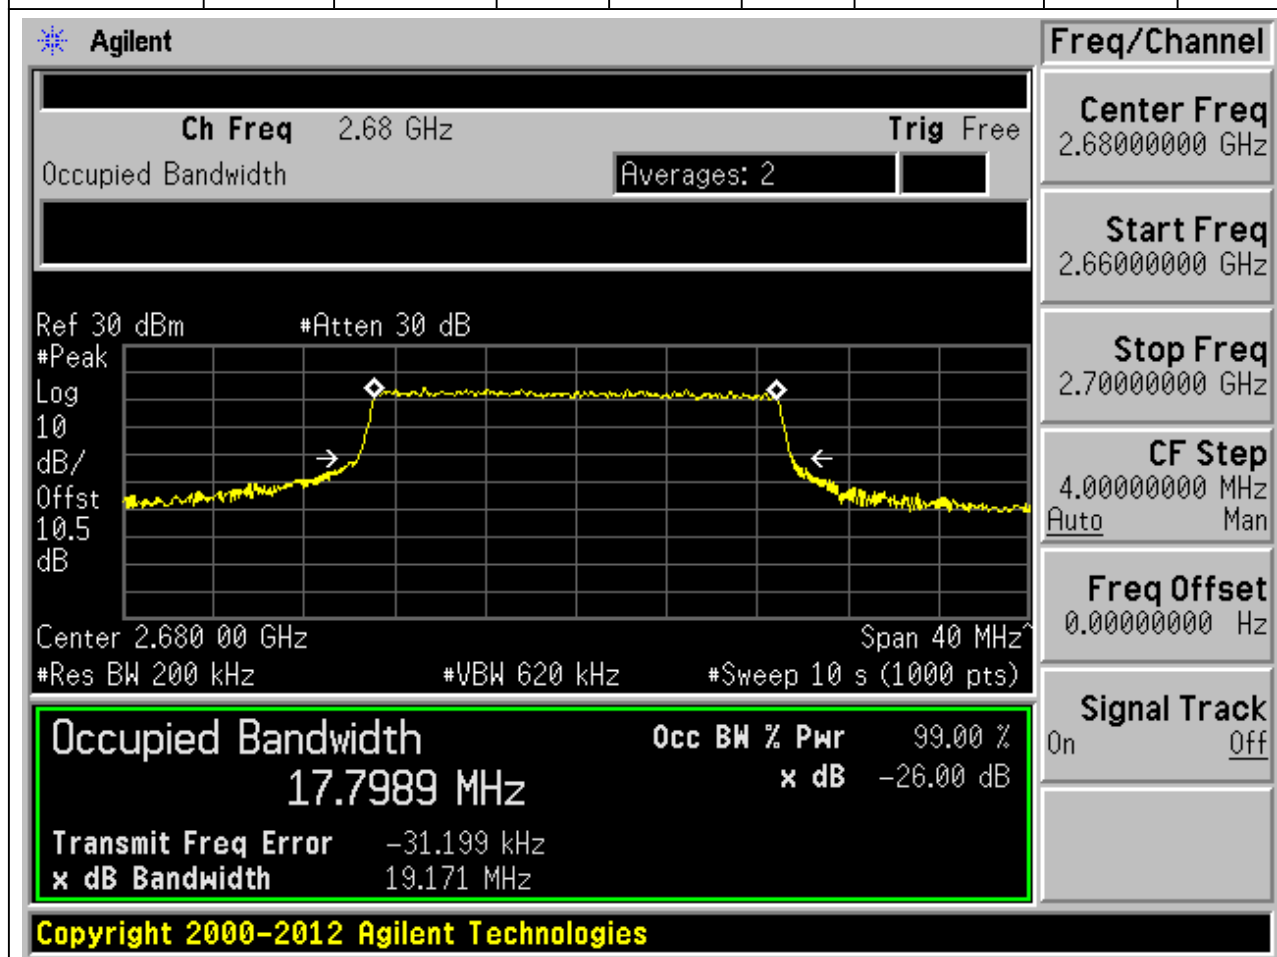 Agilent
Freq/Channel
Ch Freq 2.68 GHz Trig Free
Occupied Bandwidth Averages: 2
Center Freq
2.68000000 GHz
Start Freq
2.66000000 GHz
Stop Freq
2.70000000 GHz
CF Step
4.00000000 MHz
Auto Man
Freq Offset
0.00000000 Hz
Signal Track
On Off
Ref 30 dBm #Atten 30 dB
#Peak
Log
10
dB/
Offst
10.5
dB
Center 2.680 00 GHz Span 40 MHz^
#Res BW 200 kHz #VBW 620 kHz #Sweep 10 s (1000 pts)
Occupied Bandwidth Occ BW % Pwr 99.00 %
17.7989 MHz x dB -26.00 dB
Transmit Freq Error -31.199 kHz
x dB Bandwidth 19.171 MHz
Copyright 2000-2012 Agilent Technologies